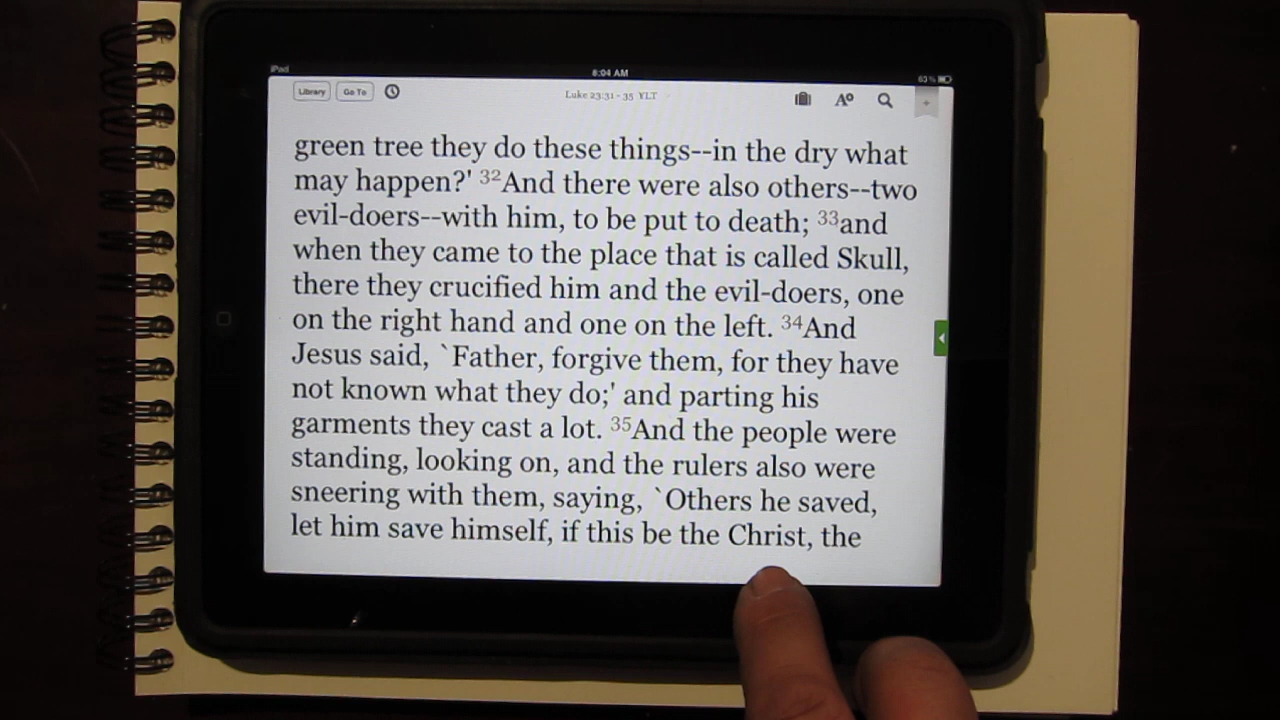 iPad 8:04 AM 63%
Library Go To Luke 23:31-35 YLT Aº
green tree they do these things--in the dry what
may happen?' ³²And there were also others--two
evil-doers--with him, to be put to death; ³³and
when they came to the place that is called Skull,
there they crucified him and the evil-doers, one
on the right hand and one on the left. ³⁴And
Jesus said, `Father, forgive them, for they have
not known what they do;' and parting his
garments they cast a lot. ³⁵And the people were
standing, looking on, and the rulers also were
sneering with them, saying, `Others he saved,
let him save himself, if this be the Christ, the